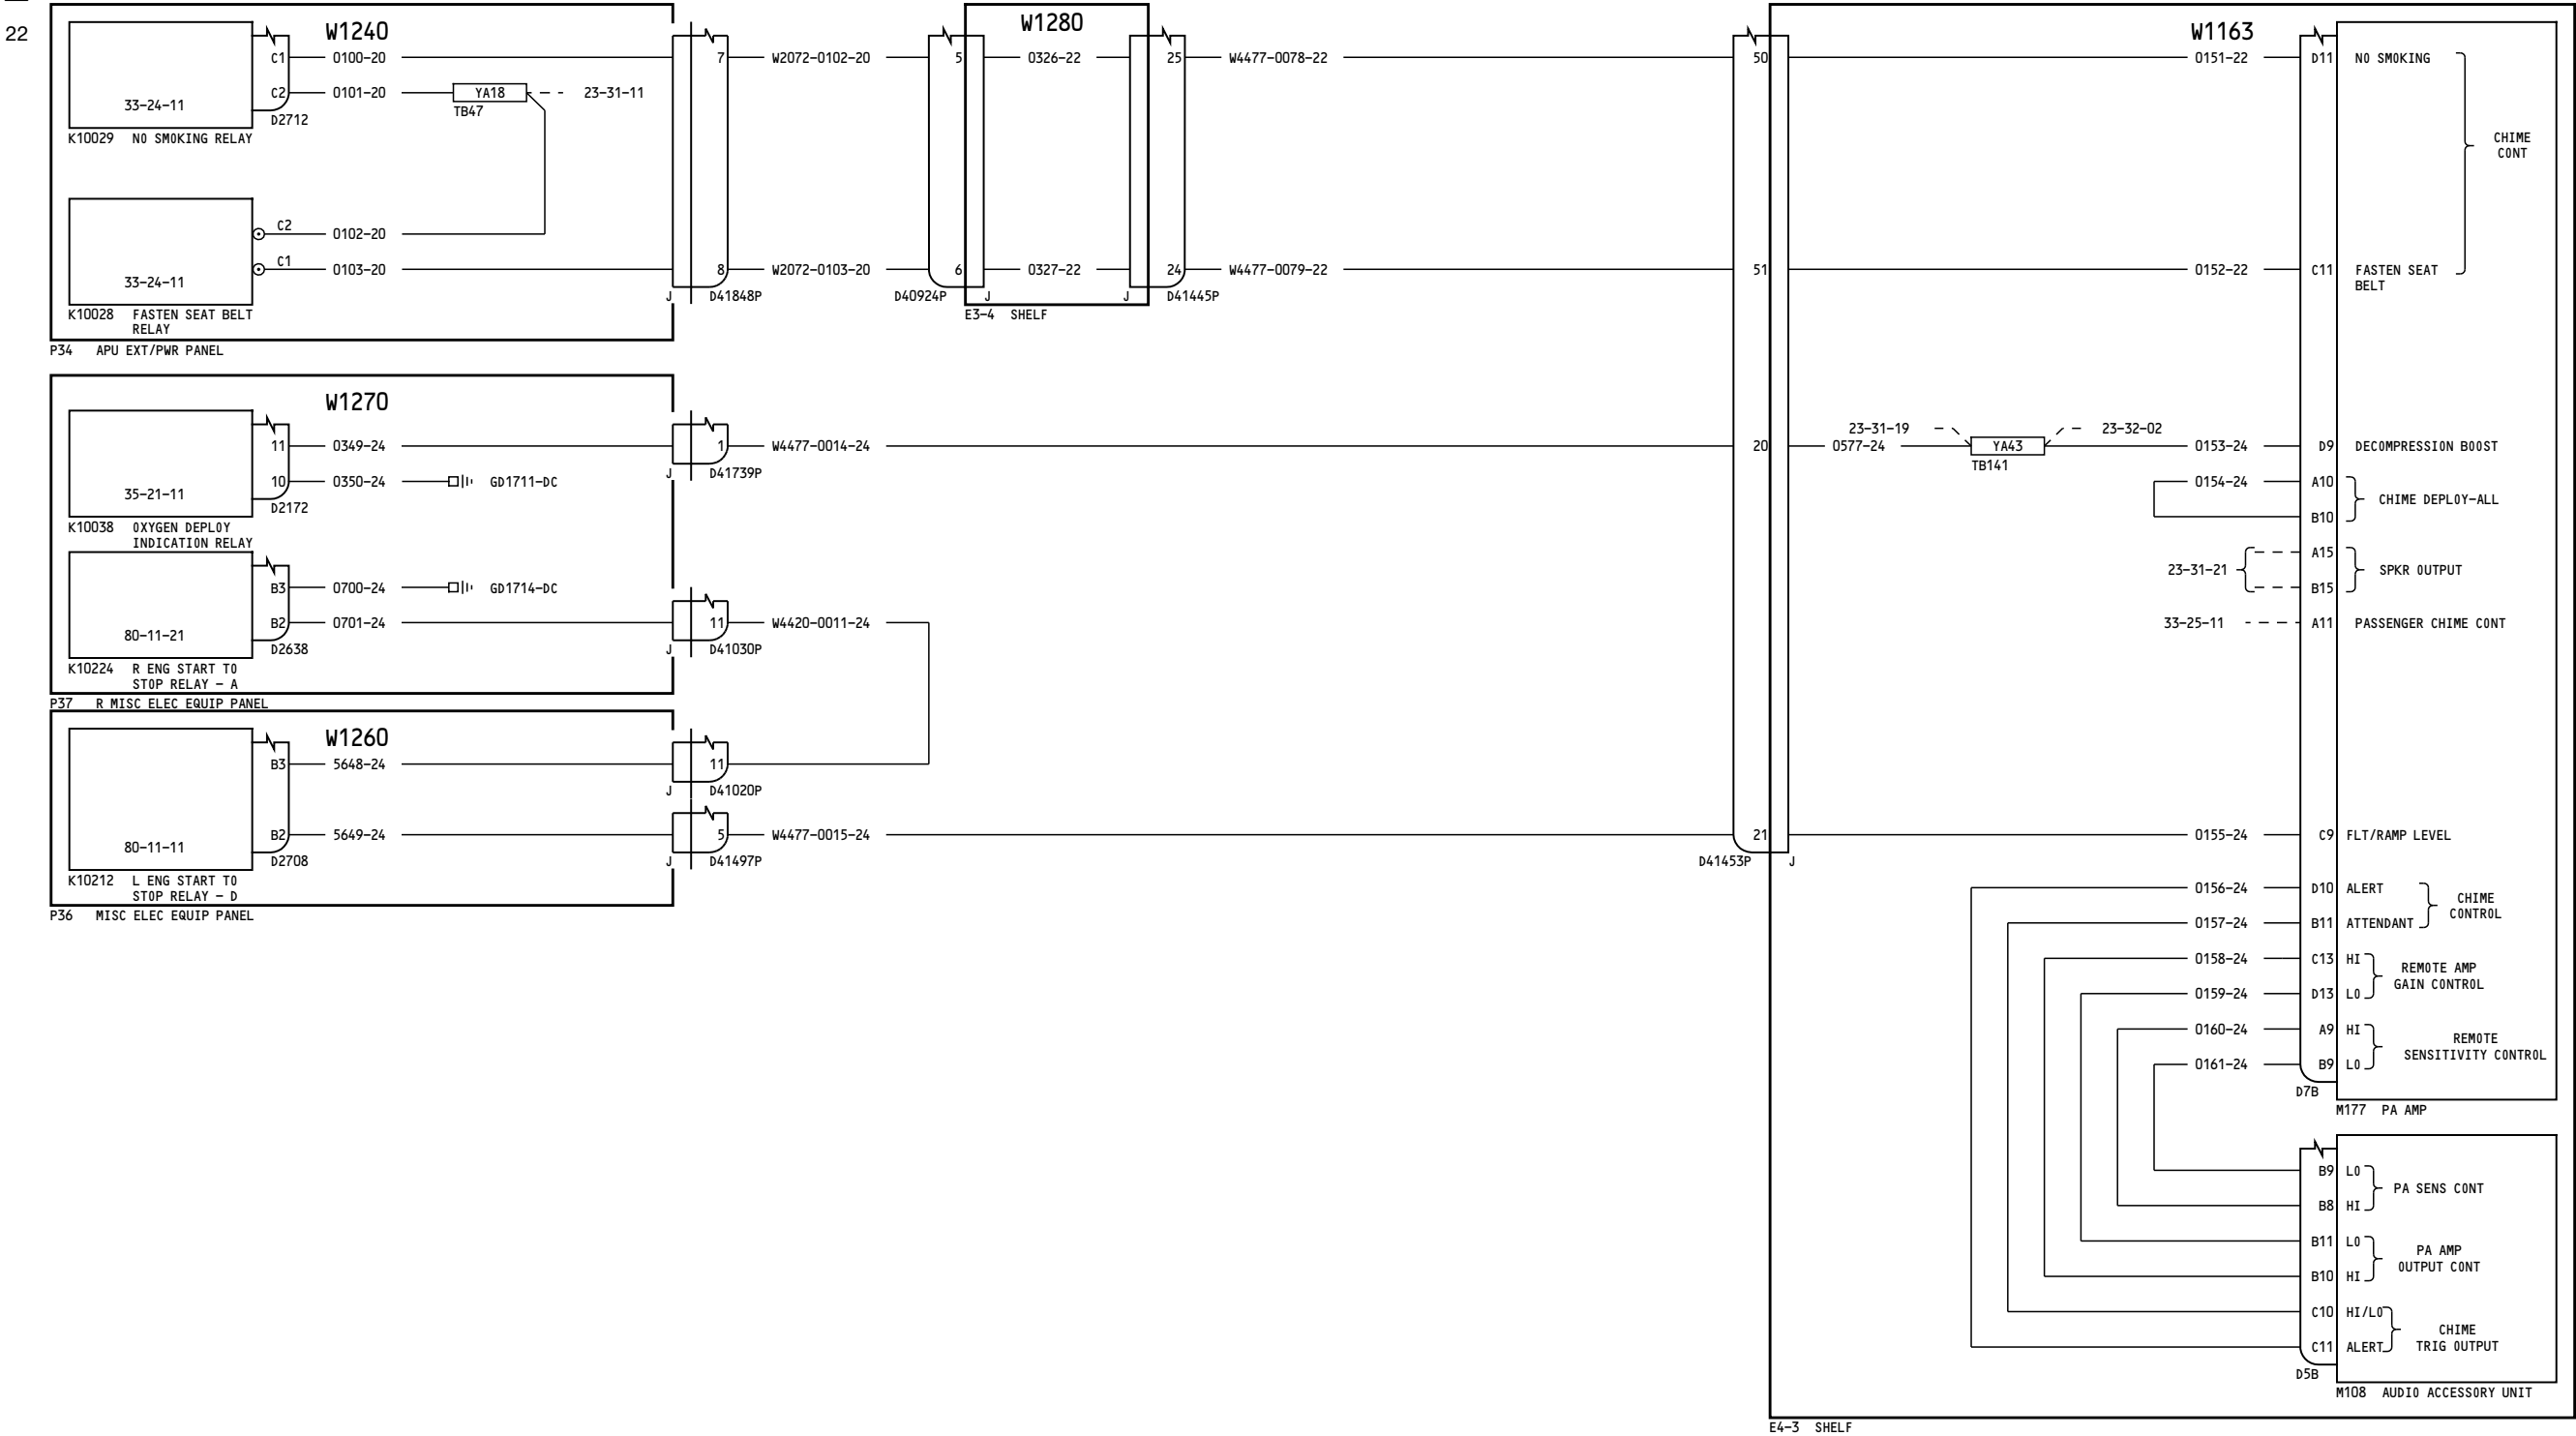 22
W1240
C1 0100-20
C2 0101-20 YA18 23-31-11
TB47
33-24-11
D2712
K10029 NO SMOKING RELAY
C2 0102-20
C1 0103-20
33-24-11
K10028 FASTEN SEAT BELT
RELAY
P34 APU EXT/PWR PANEL
7 W2072-0102-20 5
8 W2072-0103-20 6
J D41848P
D40924P J
W1280
0326-22
0327-22
J D41445P
E3-4 SHELF
25 W4477-0078-22 50
24 W4477-0079-22 51
W1163
0151-22 D11 NO SMOKING
CHIME
CONT
0152-22 C11 FASTEN SEAT
BELT
W1270
11 0349-24
10 0350-24 GD1711-DC
35-21-11
D2172
K10038 OXYGEN DEPLOY
INDICATION RELAY
1 W4477-0014-24 20
J D41739P
B3 0700-24 GD1714-DC
B2 0701-24
80-11-21
D2638
K10224 R ENG START TO
STOP RELAY - A
P37 R MISC ELEC EQUIP PANEL
11 W4420-0011-24
J D41030P
W1260
B3 5648-24
B2 5649-24
80-11-11
D2708
K10212 L ENG START TO
STOP RELAY - D
P36 MISC ELEC EQUIP PANEL
11
J D41020P
5 W4477-0015-24 21
J D41497P
D41453P J
23-31-19 23-32-02
0577-24 YA43 0153-24 D9 DECOMPRESSION BOOST
TB141
0154-24 A10
CHIME DEPLOY-ALL
B10
A15
23-31-21 SPKR OUTPUT
B15
33-25-11 A11 PASSENGER CHIME CONT
0155-24 C9 FLT/RAMP LEVEL
0156-24 D10 ALERT
CHIME
CONTROL
0157-24 B11 ATTENDANT
0158-24 C13 HI
REMOTE AMP
GAIN CONTROL
0159-24 D13 LO
0160-24 A9 HI
REMOTE
SENSITIVITY CONTROL
0161-24 B9 LO
D7B
M177 PA AMP
B9 LO
PA SENS CONT
B8 HI
B11 LO
PA AMP
OUTPUT CONT
B10 HI
C10 HI/LO
CHIME
TRIG OUTPUT
C11 ALERT
D5B
M108 AUDIO ACCESSORY UNIT
E4-3 SHELF